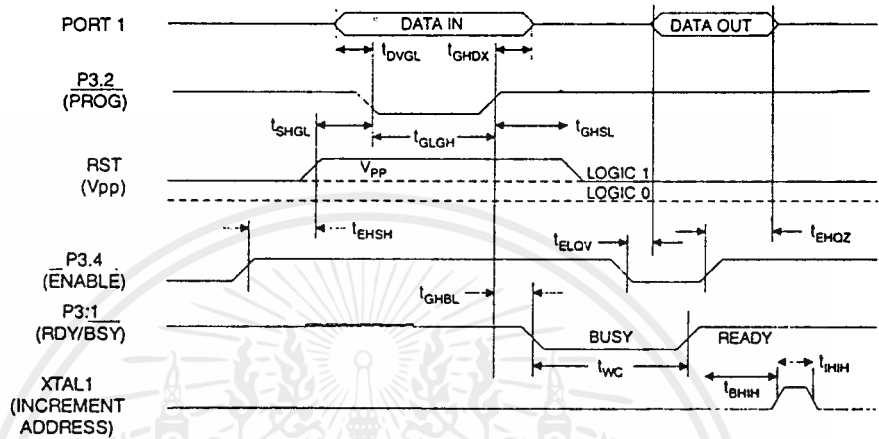 PORT 1
DATA IN
DATA OUT
tDVGL
tGHDX
P3.2
(PROG)
tSHGL
tGLGH
tGHSL
RST
(Vpp)
VPP
LOGIC 1
LOGIC 0
tEHSH
tELQV
tEHQZ
P3.4
(ENABLE)
tGHBL
P3.1
(RDY/BSY)
BUSY
READY
tWC
tIHIH
tBHIH
XTAL1
(INCREMENT
ADDRESS)